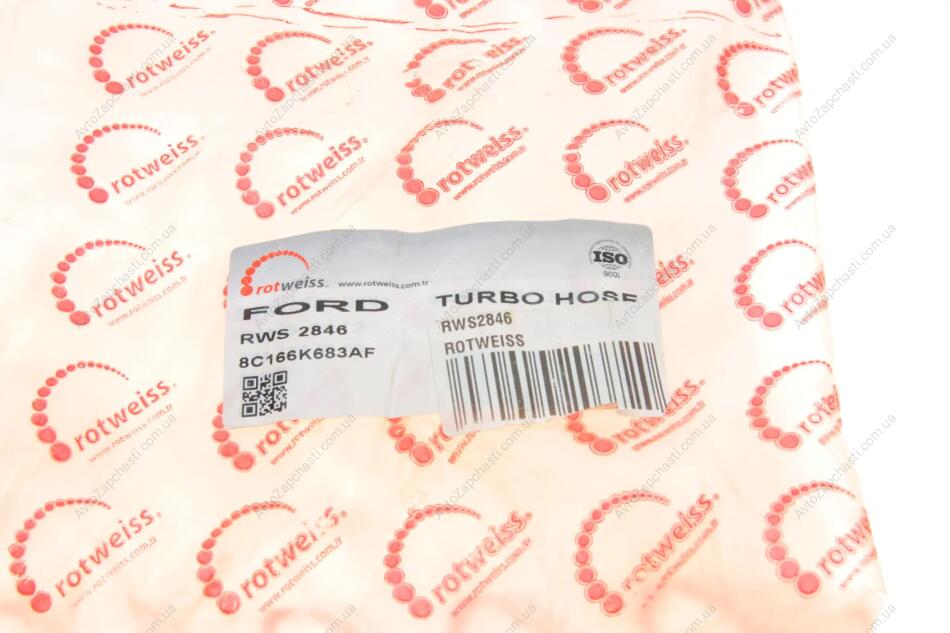 rotweiss. www.rotweiss.com.tr
ISO
9001
FORD
TURBO HOSE
RWS 2846
8C166K683AF
RWS2846
ROTWEISS
rotweiss.
www.rotweiss.com.tr
AvtoZapchasti.com.ua